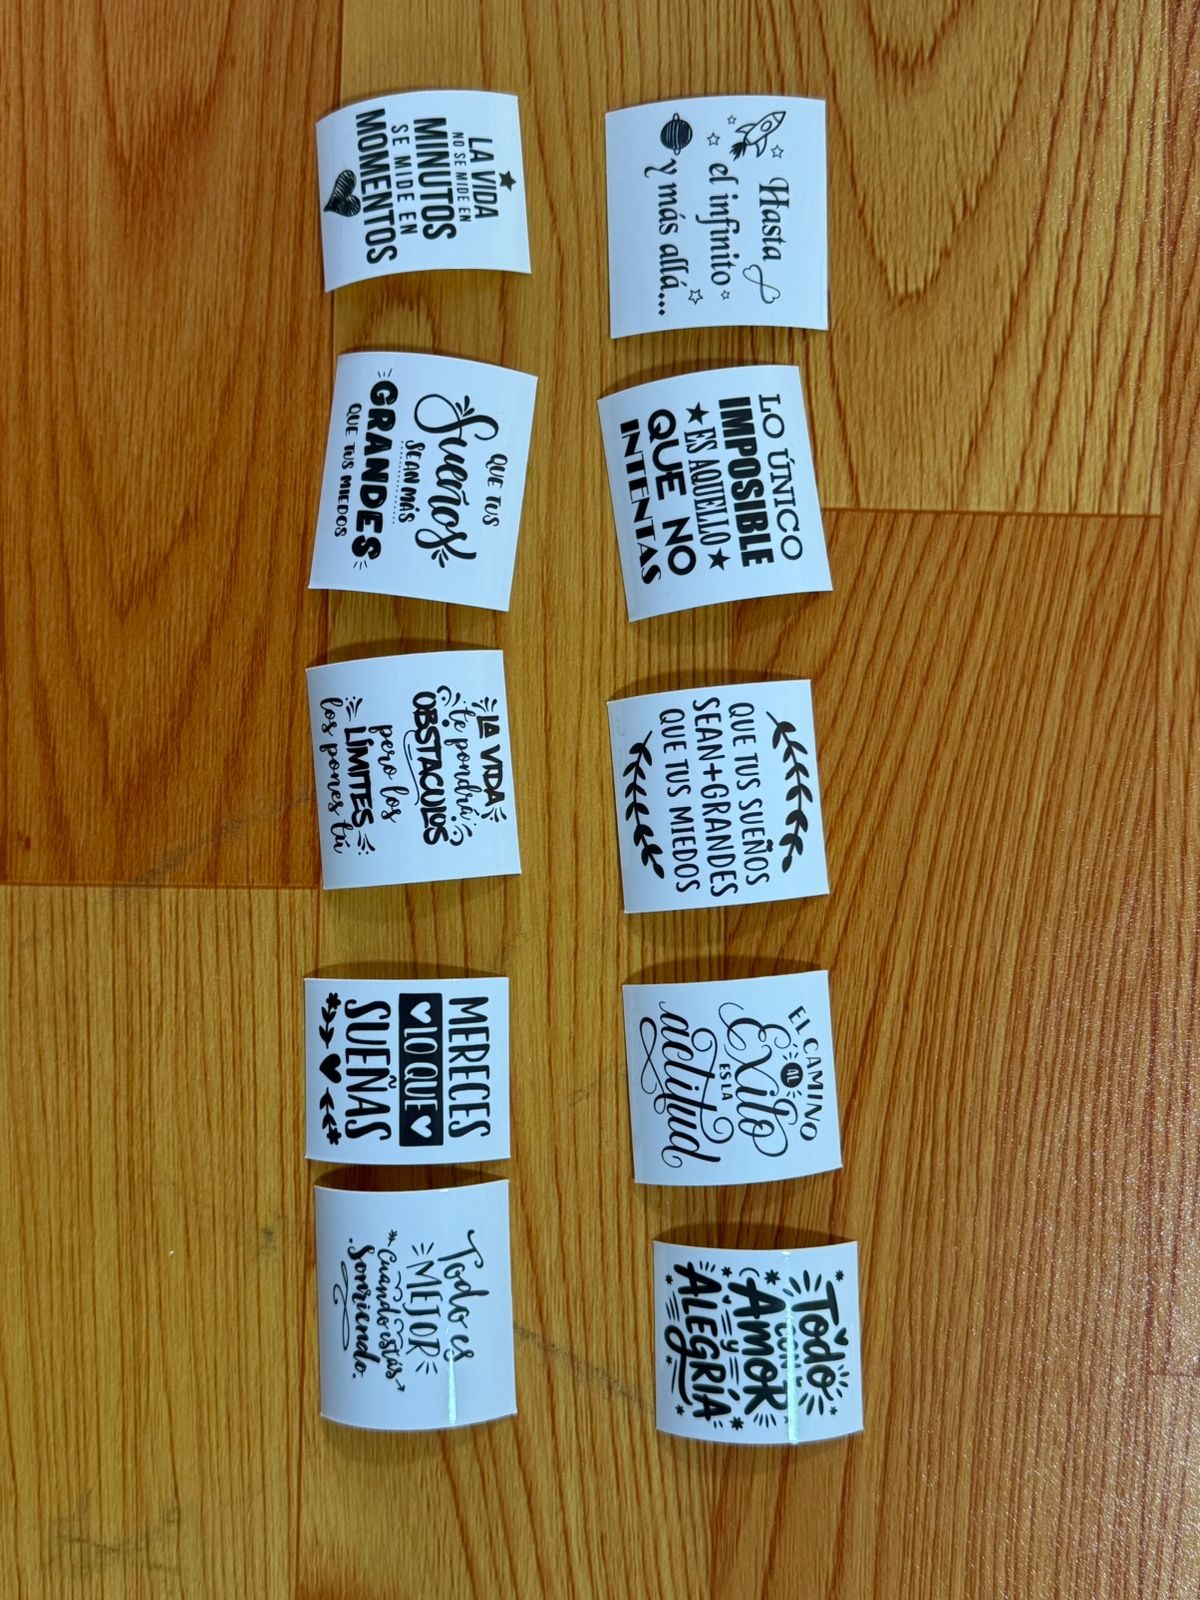 Hasta
el infinito
y más allá...
LO ÚNICO
IMPOSIBLE
ES AQUELLO
QUE NO
INTENTAS
QUE TUS SUEÑOS
SEAN+GRANDES
QUE TUS MIEDOS
EL CAMINO
AL
Exito
ES LA
actitud
TODO
CON
AMOR
y
ALEGRÍA
LA VIDA
NO SE MIDE EN
MINUTOS
SE MIDE EN
MOMENTOS
QUE TUS
Sueños
SEAN MÁS
GRANDES
QUE TUS MIEDOS
LA VIDA
te pondrá
OBSTACULOS
pero los
LÍMITES
los pones tú
MERECES
LO QUE
SUEÑAS
Todo es
MEJOR
Cuando estás
Sonriendo.